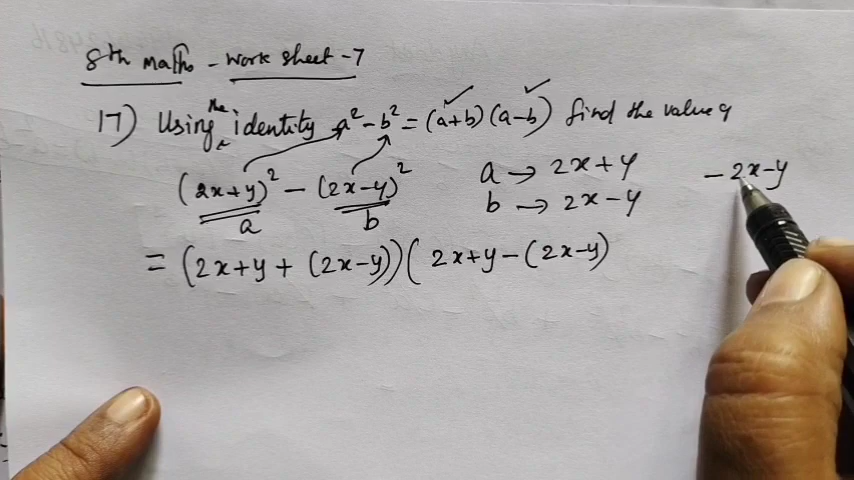 8th maths - work sheet - 7
17) Using the identity a² - b² = (a+b) (a-b) find the value of
(2x+y)² - (2x-y)²
a b
a → 2x+y
b → 2x-y
-2x-y
= (2x+y + (2x-y)) ( 2x+y - (2x-y)